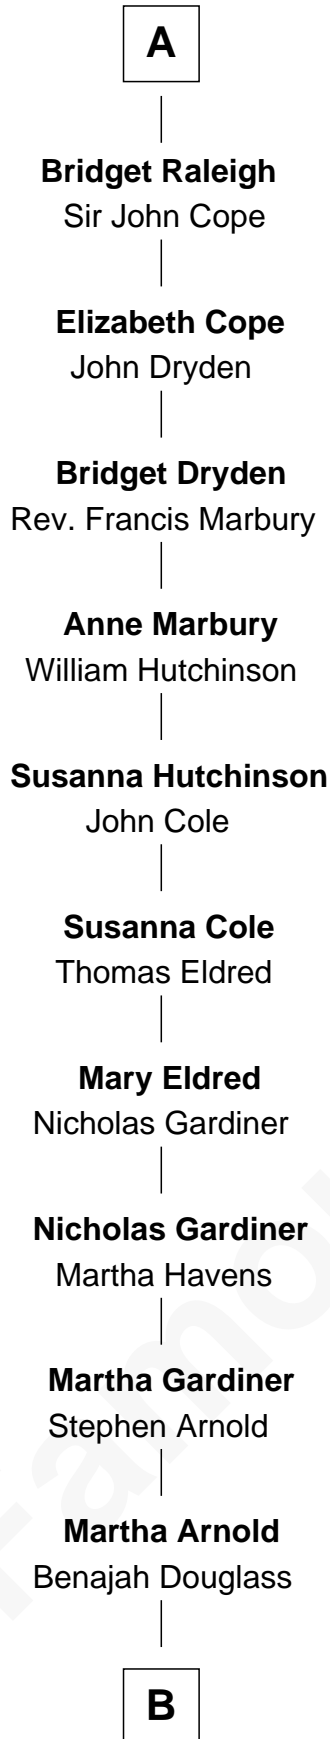 A
Bridget Raleigh
Sir John Cope
Elizabeth Cope
John Dryden
Bridget Dryden
Rev. Francis Marbury
Anne Marbury
William Hutchinson
Susanna Hutchinson
John Cole
Susanna Cole
Thomas Eldred
Mary Eldred
Nicholas Gardiner
Nicholas Gardiner
Martha Havens
Martha Gardiner
Stephen Arnold
Martha Arnold
Benajah Douglass
B